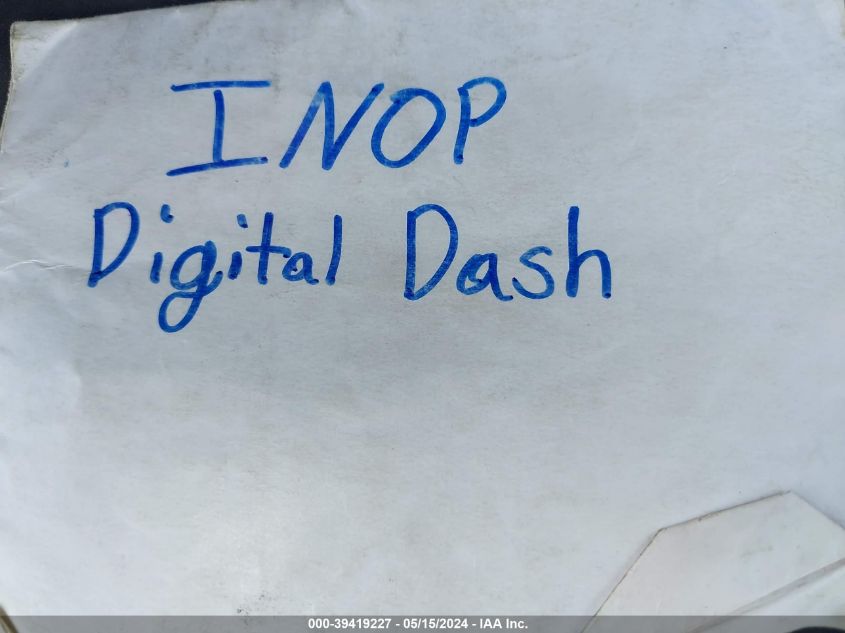 INOP
Digital Dash
000-39419227 - 05/15/2024 - IAA Inc.